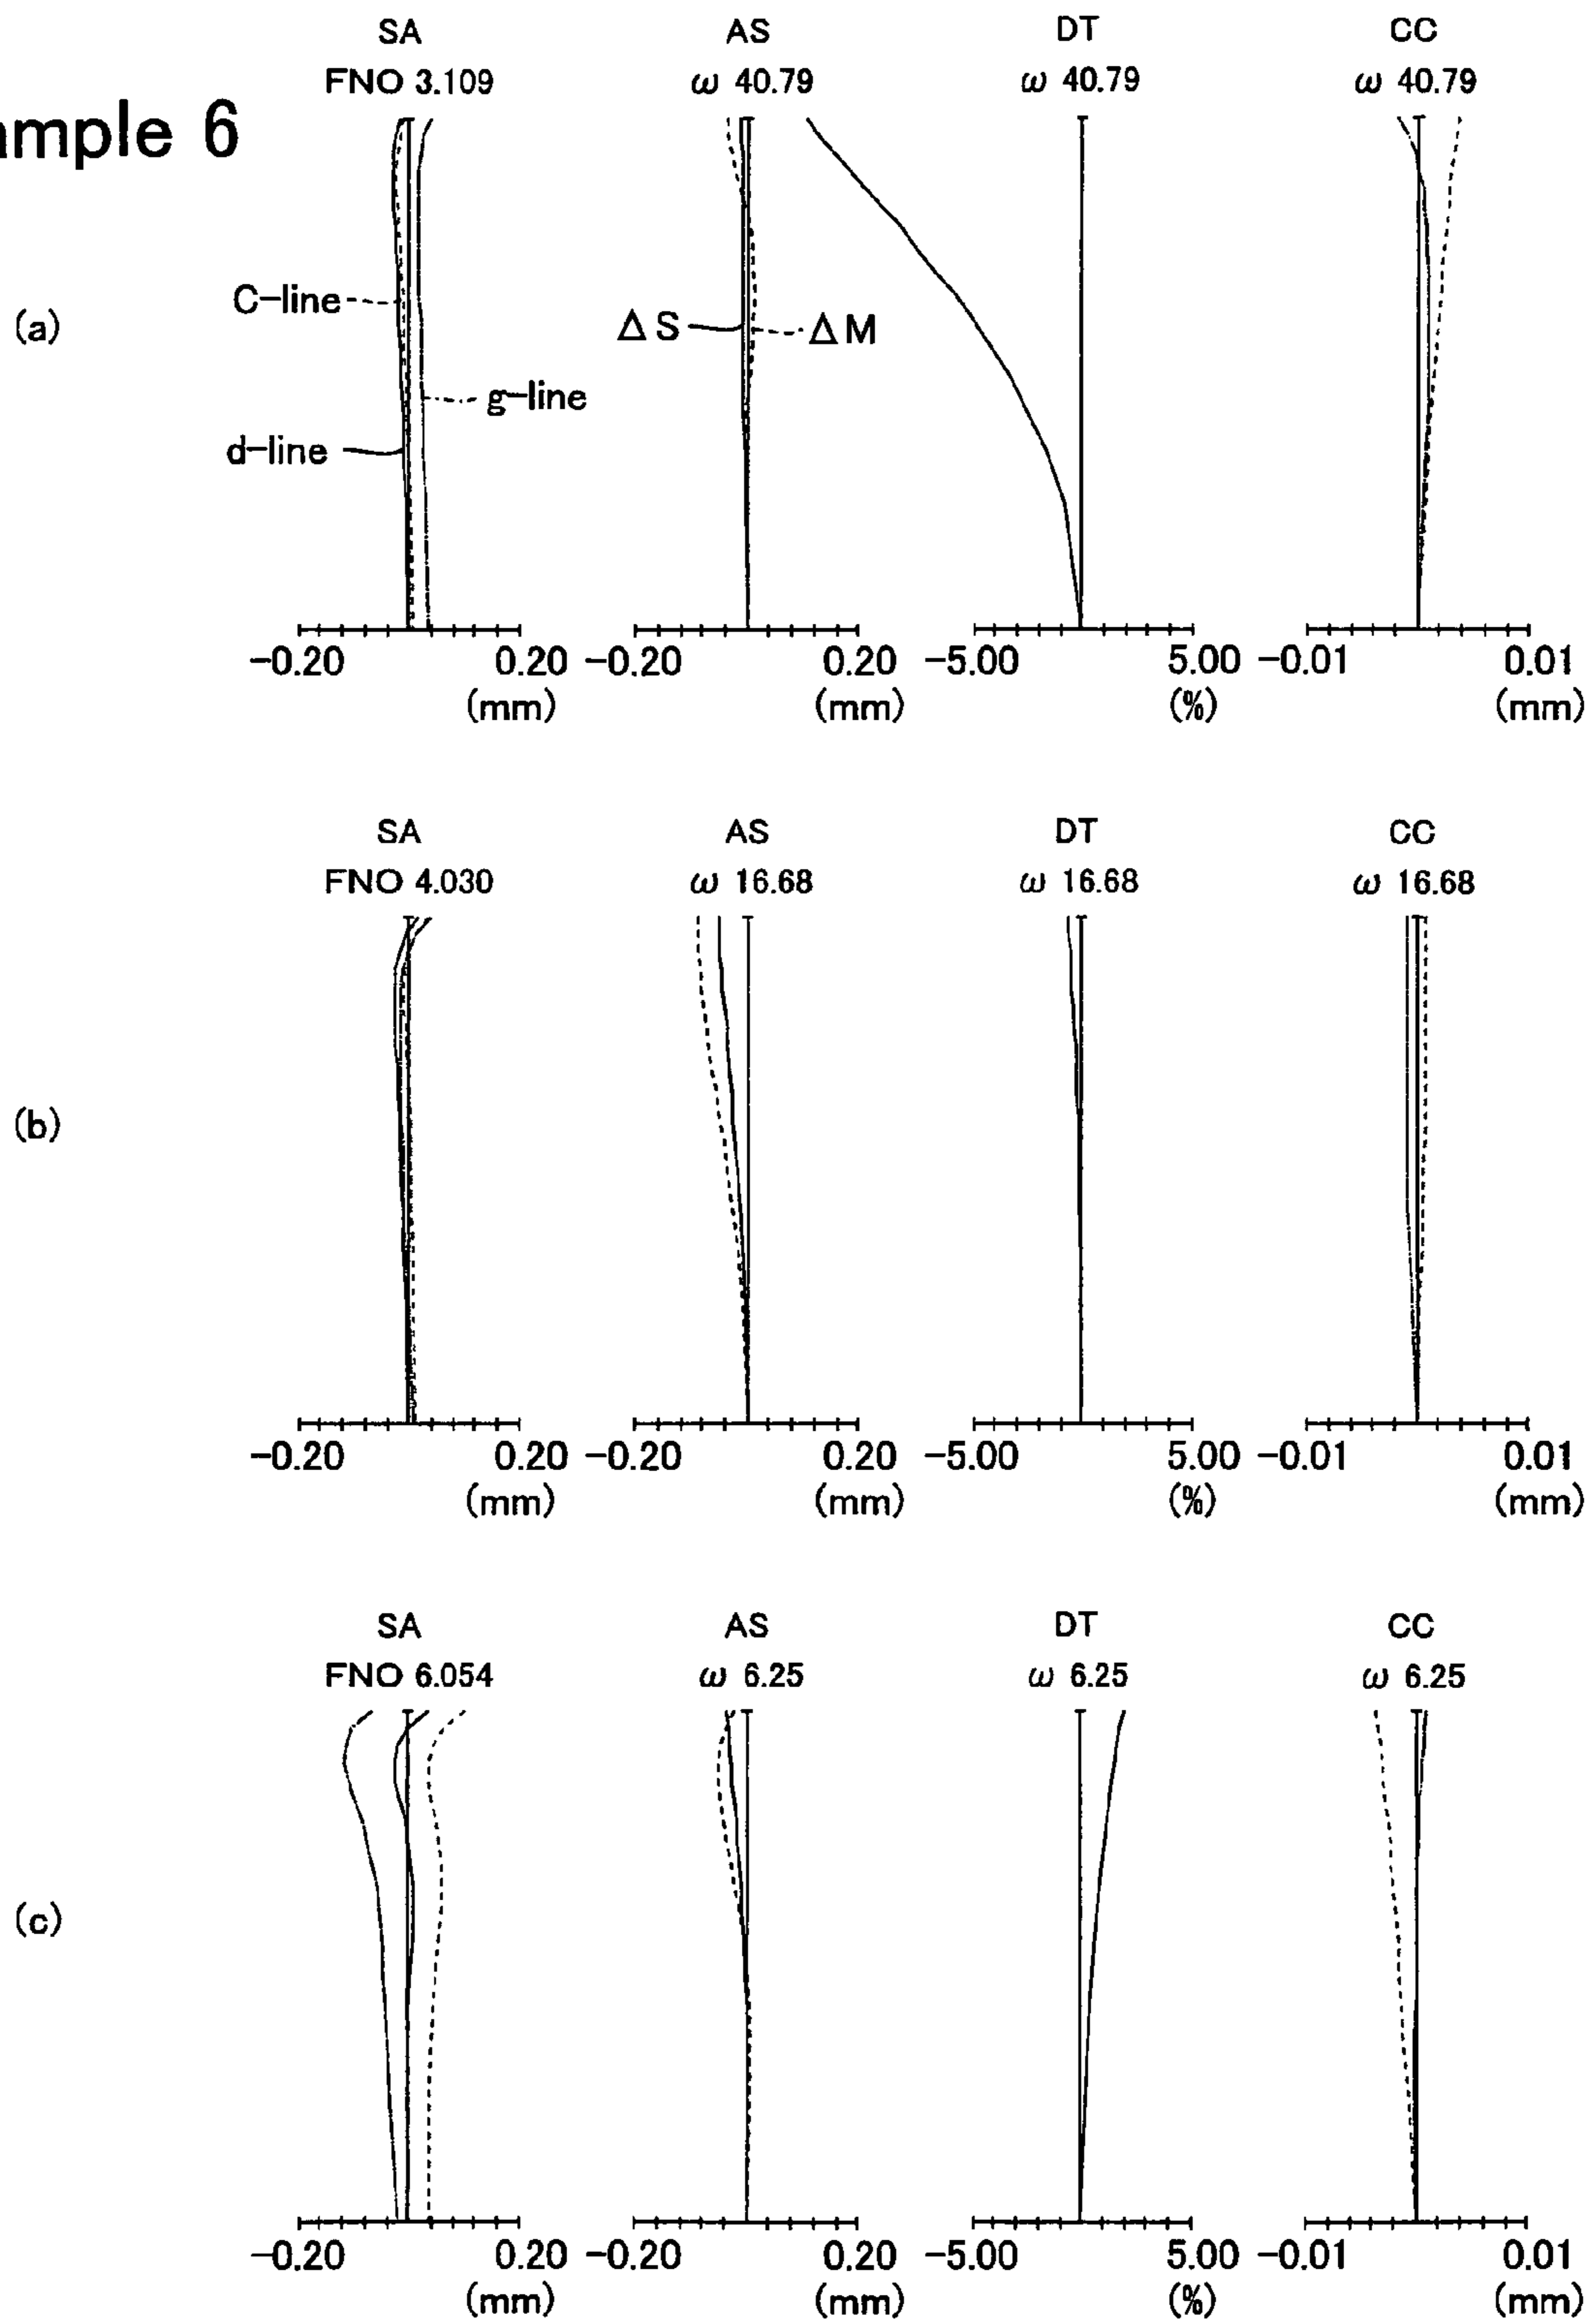 SA AS DT CC
FNO 3.109 ω 40.79 ω 40.79 ω 40.79
ample 6
C-line
(a)
ΔS ΔM
g-line
d-line
-0.20 0.20 -0.20 0.20 -5.00 5.00 -0.01 0.01
(mm) (mm) (%) (mm)
SA AS DT CC
FNO 4.030 ω 16.68 ω 16.68 ω 16.68
(b)
-0.20 0.20 -0.20 0.20 -5.00 5.00 -0.01 0.01
(mm) (mm) (%) (mm)
SA AS DT CC
FNO 6.054 ω 6.25 ω 6.25 ω 6.25
(c)
-0.20 0.20 -0.20 0.20 -5.00 5.00 -0.01 0.01
(mm) (mm) (%) (mm)